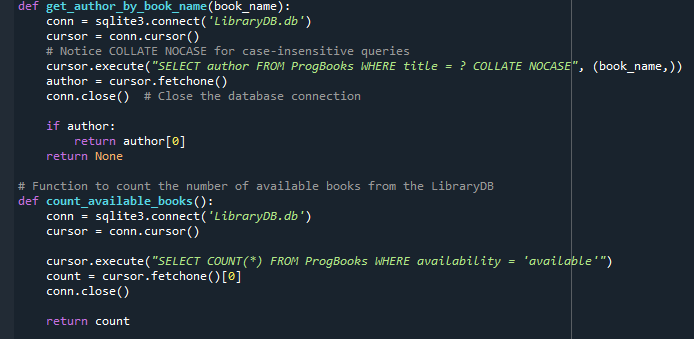 def get_author_by_book_name(book_name):
    conn = sqlite3.connect('LibraryDB.db')
    cursor = conn.cursor()
    # Notice COLLATE NOCASE for case-insensitive queries
    cursor.execute("SELECT author FROM ProgBooks WHERE title = ? COLLATE NOCASE", (book_name,))
    author = cursor.fetchone()
    conn.close()  # Close the database connection

    if author:
        return author[0]
    return None

# Function to count the number of available books from the LibraryDB
def count_available_books():
    conn = sqlite3.connect('LibraryDB.db')
    cursor = conn.cursor()

    cursor.execute("SELECT COUNT(*) FROM ProgBooks WHERE availability = 'available'")
    count = cursor.fetchone()[0]
    conn.close()

    return count